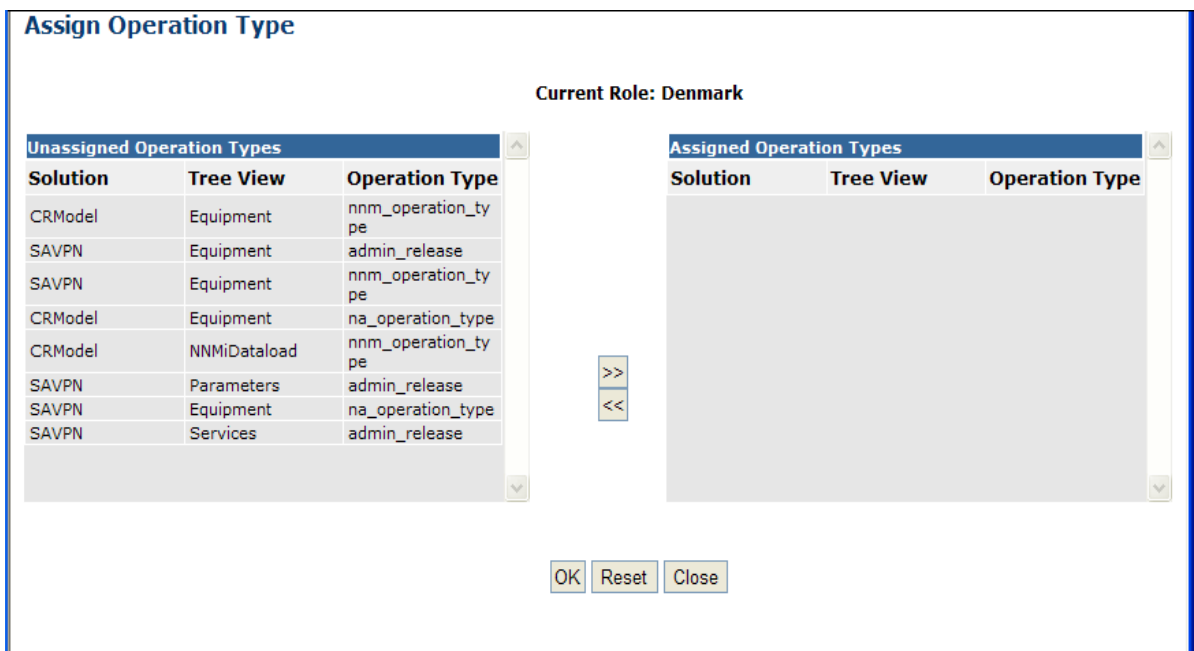 Assign Operation Type
Current Role: Denmark
Unassigned Operation Types
Solution Tree View Operation Type
CRModel Equipment nnm_operation_ty
pe
SAVPN Equipment admin_release
SAVPN Equipment nnm_operation_ty
pe
CRModel Equipment na_operation_type
CRModel NNMiDataload nnm_operation_ty
pe
SAVPN Parameters admin_release
SAVPN Equipment na_operation_type
SAVPN Services admin_release
>>
<<
Assigned Operation Types
Solution Tree View Operation Type
OK Reset Close